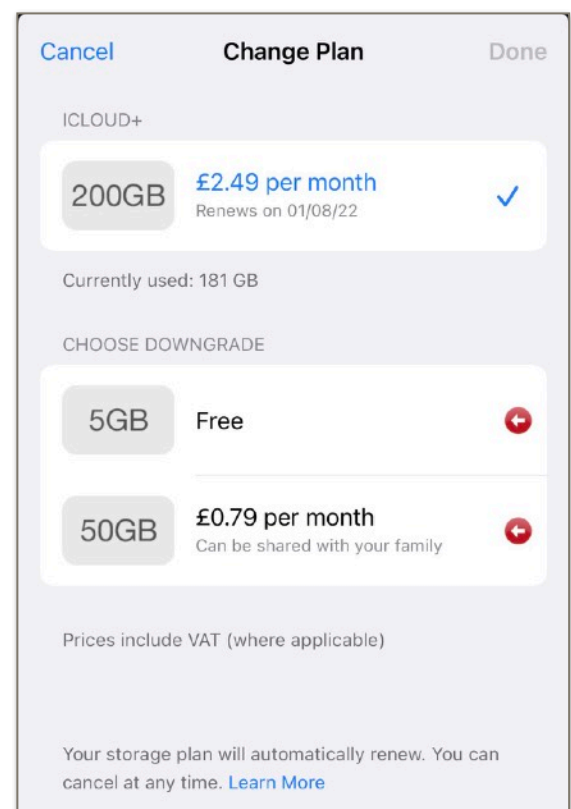 Cancel Change Plan Done
ICLOUD+
200GB £2.49 per month
Renews on 01/08/22
Currently used: 181 GB
CHOOSE DOWNGRADE
5GB Free
50GB £0.79 per month
Can be shared with your family
Prices include VAT (where applicable)
Your storage plan will automatically renew. You can
cancel at any time. Learn More